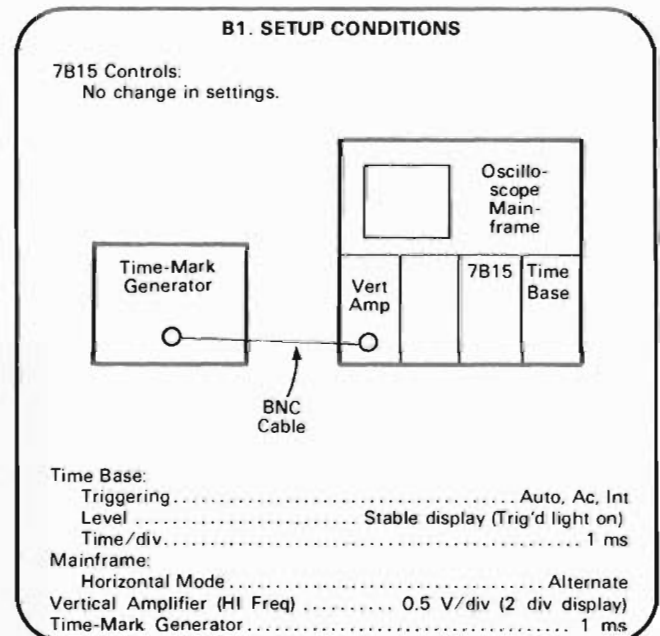 B1. SETUP CONDITIONS
7B15 Controls:
No change in settings.
Oscillo-
scope
Main-
frame
Time-Mark
Generator
Vert
Amp
7B15
Time
Base
BNC
Cable
Time Base:
Triggering.......................................Auto, Ac, Int
Level ......................... Stable display (Trig'd light on)
Time/div................................................1 ms
Mainframe:
Horizontal Mode....................................Alternate
Vertical Amplifier (HI Freq) .......... 0.5 V/div (2 div display)
Time-Mark Generator......................................1 ms